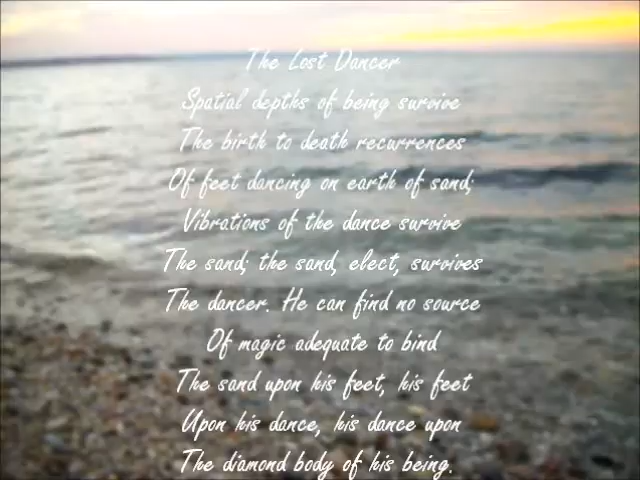 The Lost Dancer
Spatial depths of being survive
The birth to death recurrences
Of feet dancing on earth of sand;
Vibrations of the dance survive
The sand; the sand, elect, survives
The dancer. He can find no source
Of magic adequate to bind
The sand upon his feet, his feet
Upon his dance, his dance upon
The diamond body of his being.